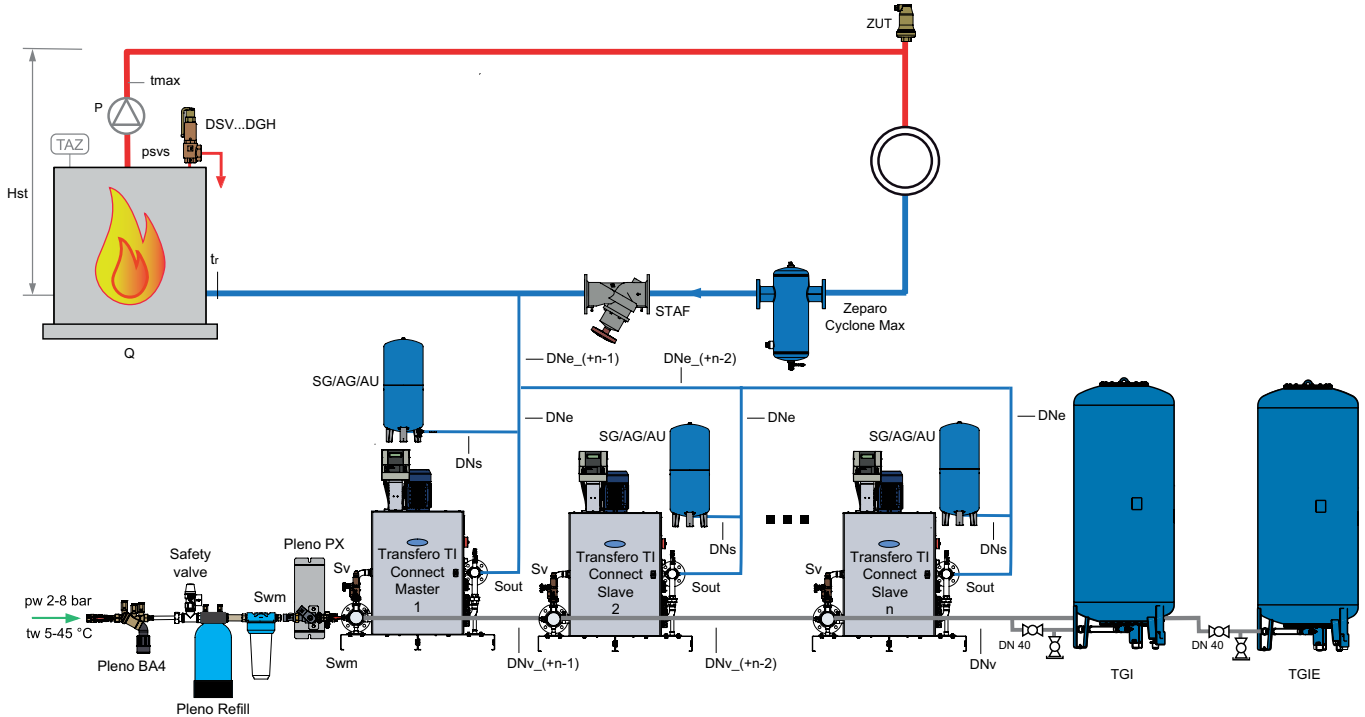 ZUT
tmax
P
DSV...DGH
TAZ
psvs
Hst
tr
STAF
Zeparo
Cyclone Max
Q
DNe_(+n-1)
DNe_(+n-2)
SG/AG/AU
DNe
DNe
DNe
SG/AG/AU
SG/AG/AU
DNs
DNs
DNs
Pleno PX
Safety
valve
Swm
Sv
Transfero TI
Connect
Master
1
Sout
Sv
Transfero TI
Connect
Slave
2
Sout
Sv
Transfero TI
Connect
Slave
n
Sout
pw 2-8 bar
tw 5-45 °C
Pleno BA4
Swm
DNv_(+n-1)
DNv_(+n-2)
DNv
DN 40
DN 40
TGI
TGIE
Pleno Refill